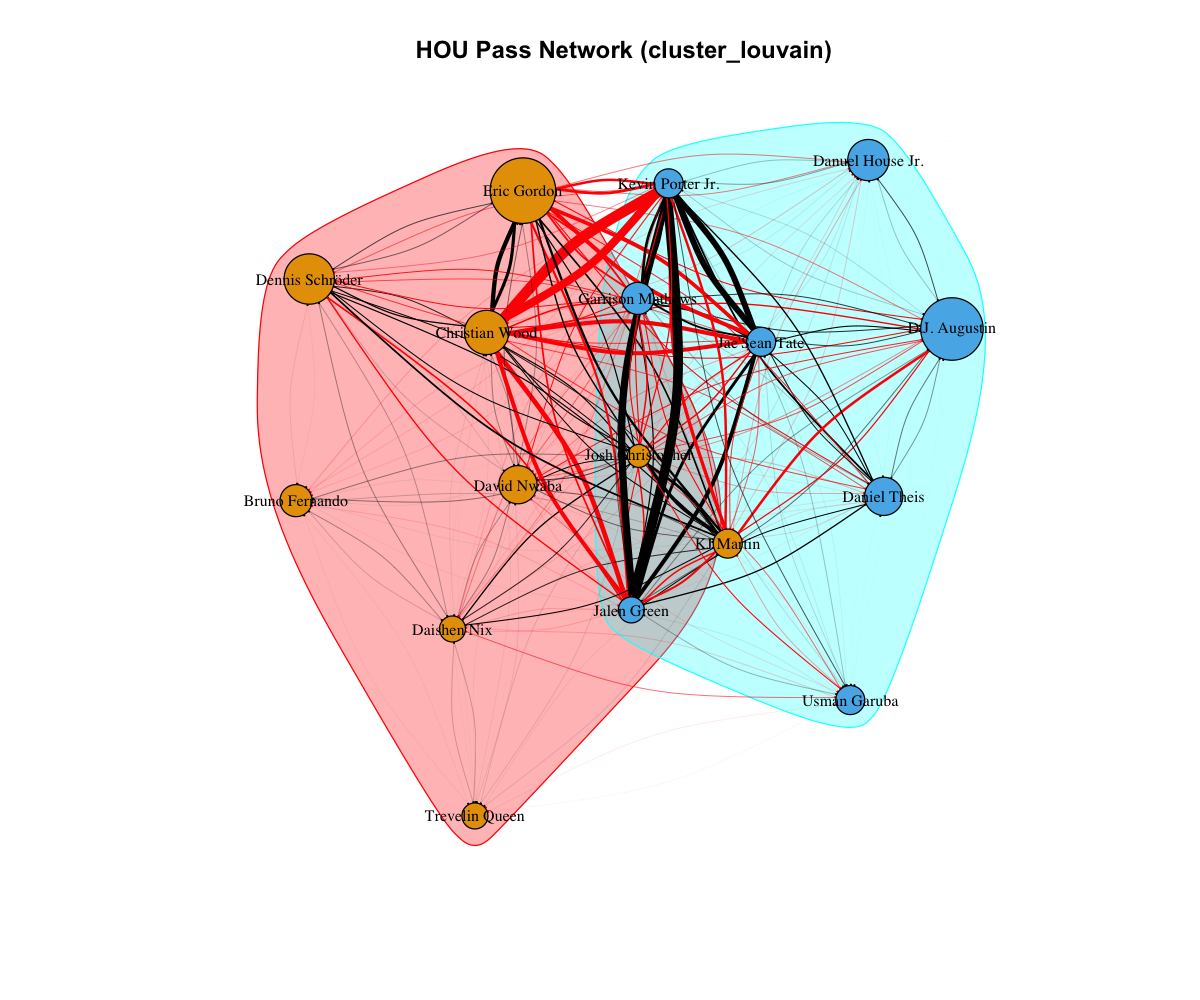 HOU Pass Network (cluster_louvain)
Danuel House Jr.
Eric Gordon
Kevin Porter Jr.
Dennis Schröder
Garrison Mathews
Christian Wood
D.J. Augustin
Jae'Sean Tate
Josh Christopher
David Nwaba
Bruno Fernando
Daniel Theis
KJ Martin
Jalen Green
Daishen Nix
Usman Garuba
Trevelin Queen